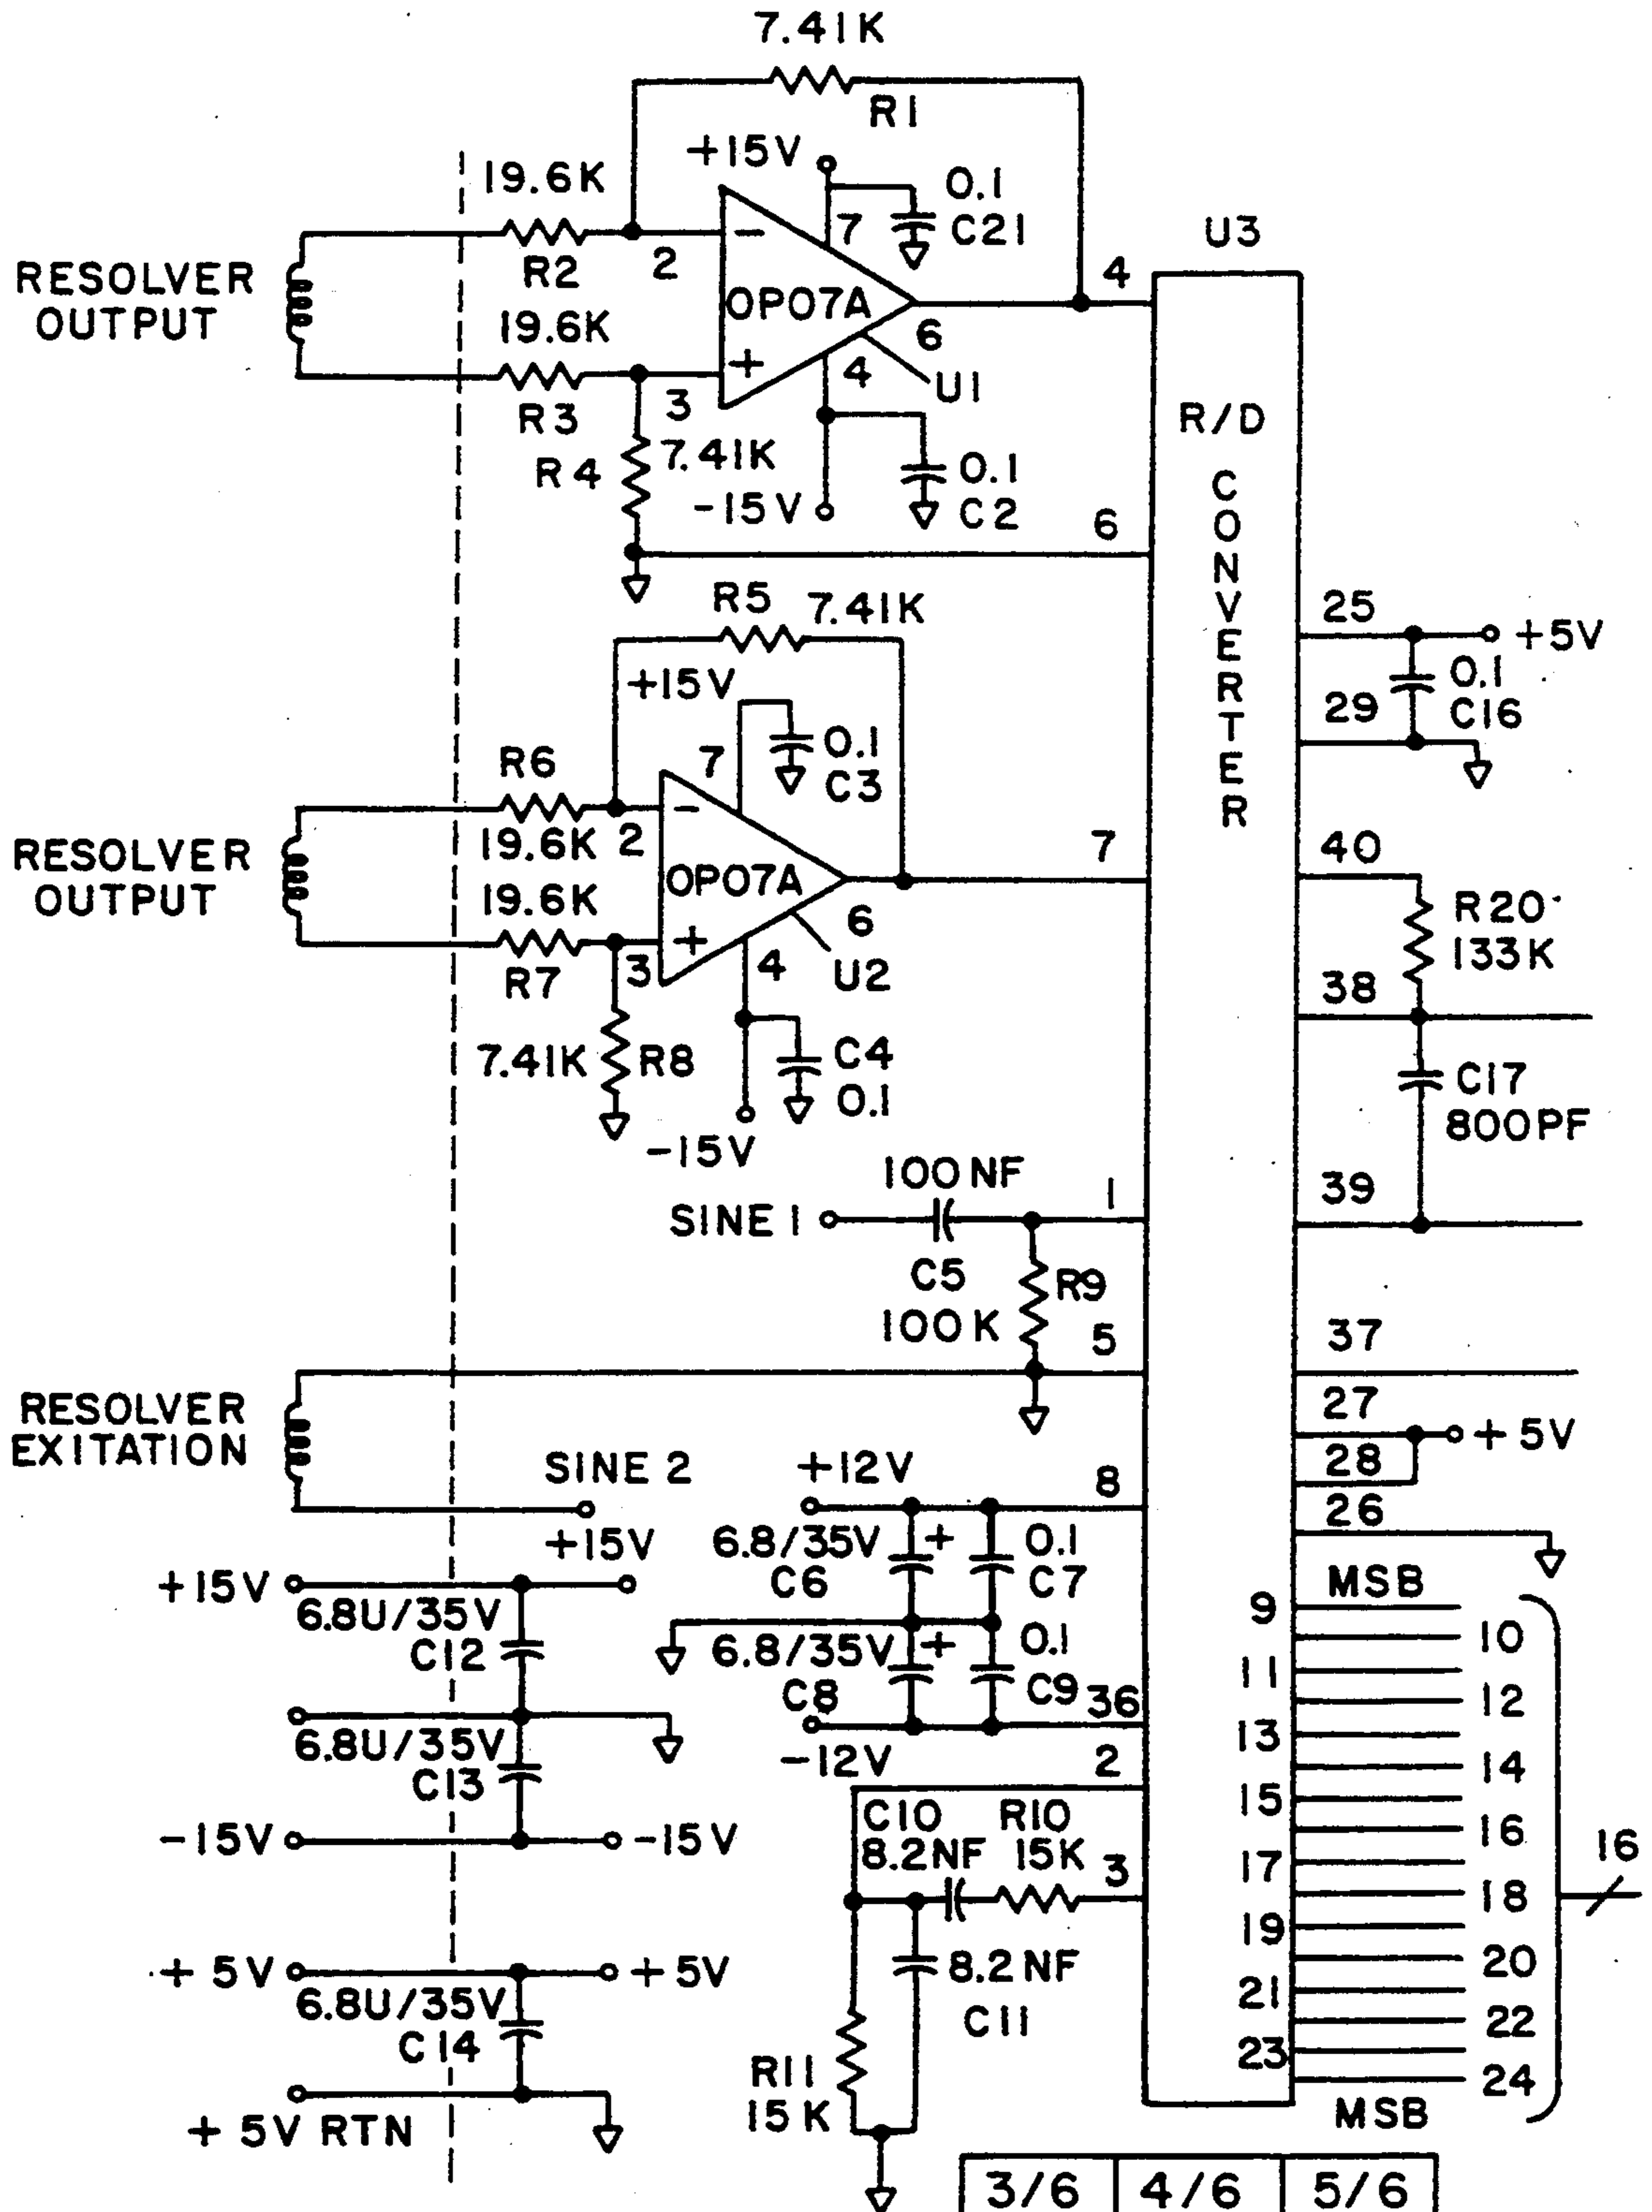 7.41K
R1
+15V
19.6K
0.1
C21
7
U3
−
2
R2
4
RESOLVER
OUTPUT
OP07A
19.6K
6
+
4
U1
3
R3
R/D
CONVERTER
R4
7.41K
0.1
C2
-15V
6
R5
7.41K
25
+5V
+15V
0.1
C16
29
7
0.1
C3
R6
−
2
19.6K
7
40
RESOLVER
OUTPUT
OP07A
19.6K
6
R20
133K
+
3
4
U2
R7
38
7.41K
R8
C4
0.1
C17
800PF
-15V
100NF
1
39
SINE 1
C5
R9
100K
5
37
RESOLVER
EXITATION
27
+5V
28
SINE 2
+12V
8
26
+15V
6.8/35V
+
0.1
C6
C7
MSB
+15V
9
6.8U/35V
10
C12
6.8/35V
+
0.1
11
C8
C9
36
12
6.8U/35V
13
-12V
C13
2
14
15
C10
R10
-15V
-15V
8.2NF
15K
3
16
16
17
18
19
+5V
+5V
8.2NF
20
6.8U/35V
21
C11
C14
22
R11
23
15K
24
+5V RTN
MSB
3/6
4/6
5/6